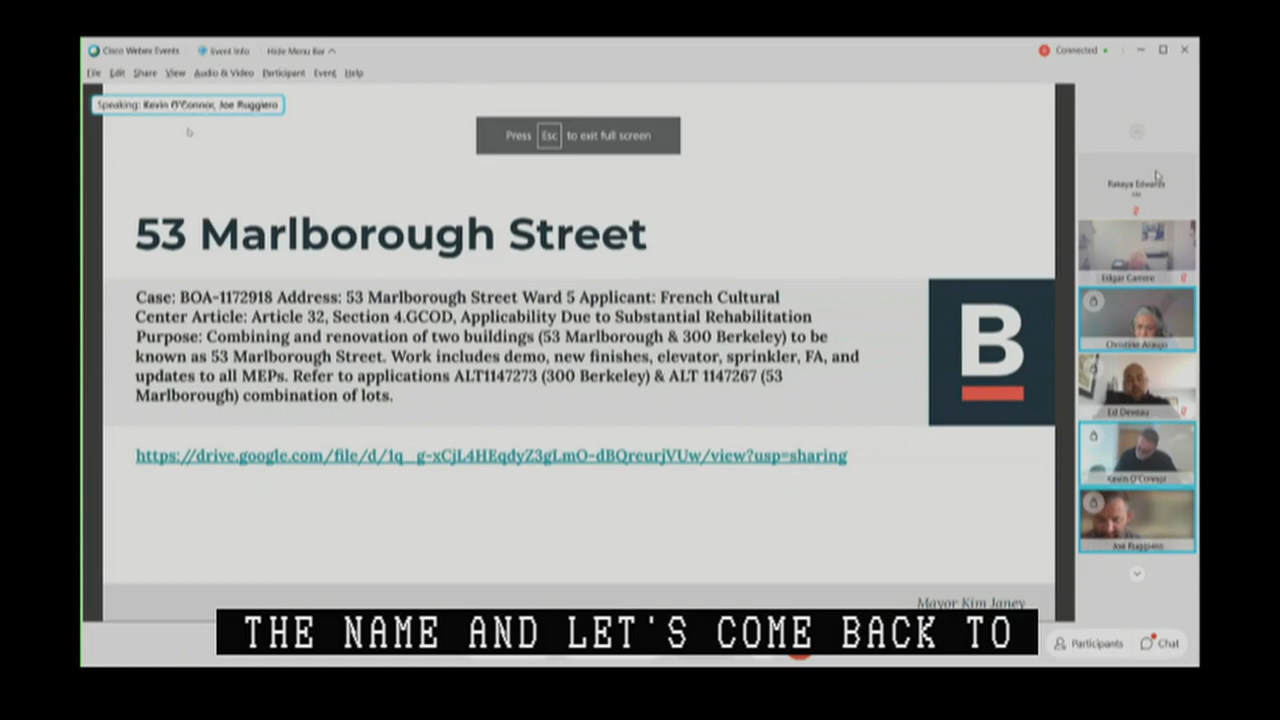 Cisco Webex Events Event Info Hide Menu Bar
Connected
File Edit Share View Audio & Video Participant Event Help
Speaking: Kevin O'Connor, Joe Ruggiero
Press Esc to exit full screen
Rakeya Edwards
53 Marlborough Street
Edgar Carrere
Case: BOA-1172918 Address: 53 Marlborough Street Ward 5 Applicant: French Cultural
Center Article: Article 32, Section 4.GCOD, Applicability Due to Substantial Rehabilitation
Purpose: Combining and renovation of two buildings (53 Marlborough & 300 Berkeley) to be
known as 53 Marlborough Street. Work includes demo, new finishes, elevator, sprinkler, FA, and
updates to all MEPs. Refer to applications ALT1147273 (300 Berkeley) & ALT 1147267 (53
Marlborough) combination of lots.
B
Christine Araujo
Ed Deveau
https://drive.google.com/file/d/1q_g-xCjL4HEqdyZ3gLmO-dBQreurjVUw/view?usp=sharing
Kevin O'Connor
Joe Ruggiero
Mayor Kim Janey
THE NAME AND LET'S COME BACK TO
Participants Chat